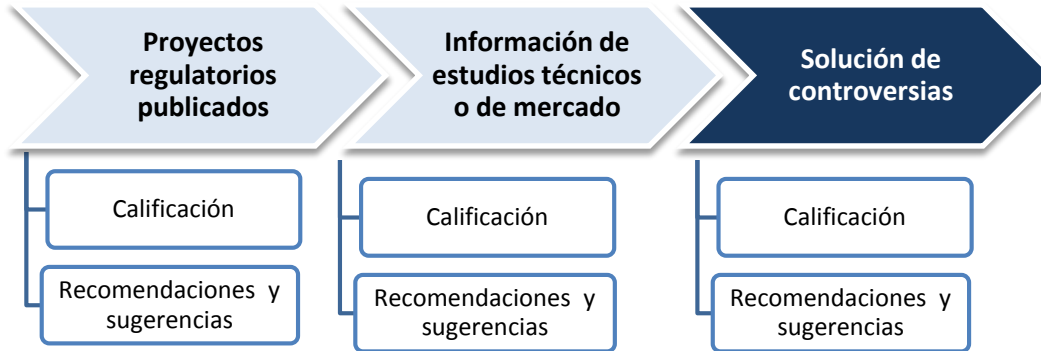 Proyectos
regulatorios
publicados
Información de
estudios técnicos
o de mercado
Solución de
controversias
Calificación
Recomendaciones y
sugerencias
Calificación
Recomendaciones y
sugerencias
Calificación
Recomendaciones y
sugerencias